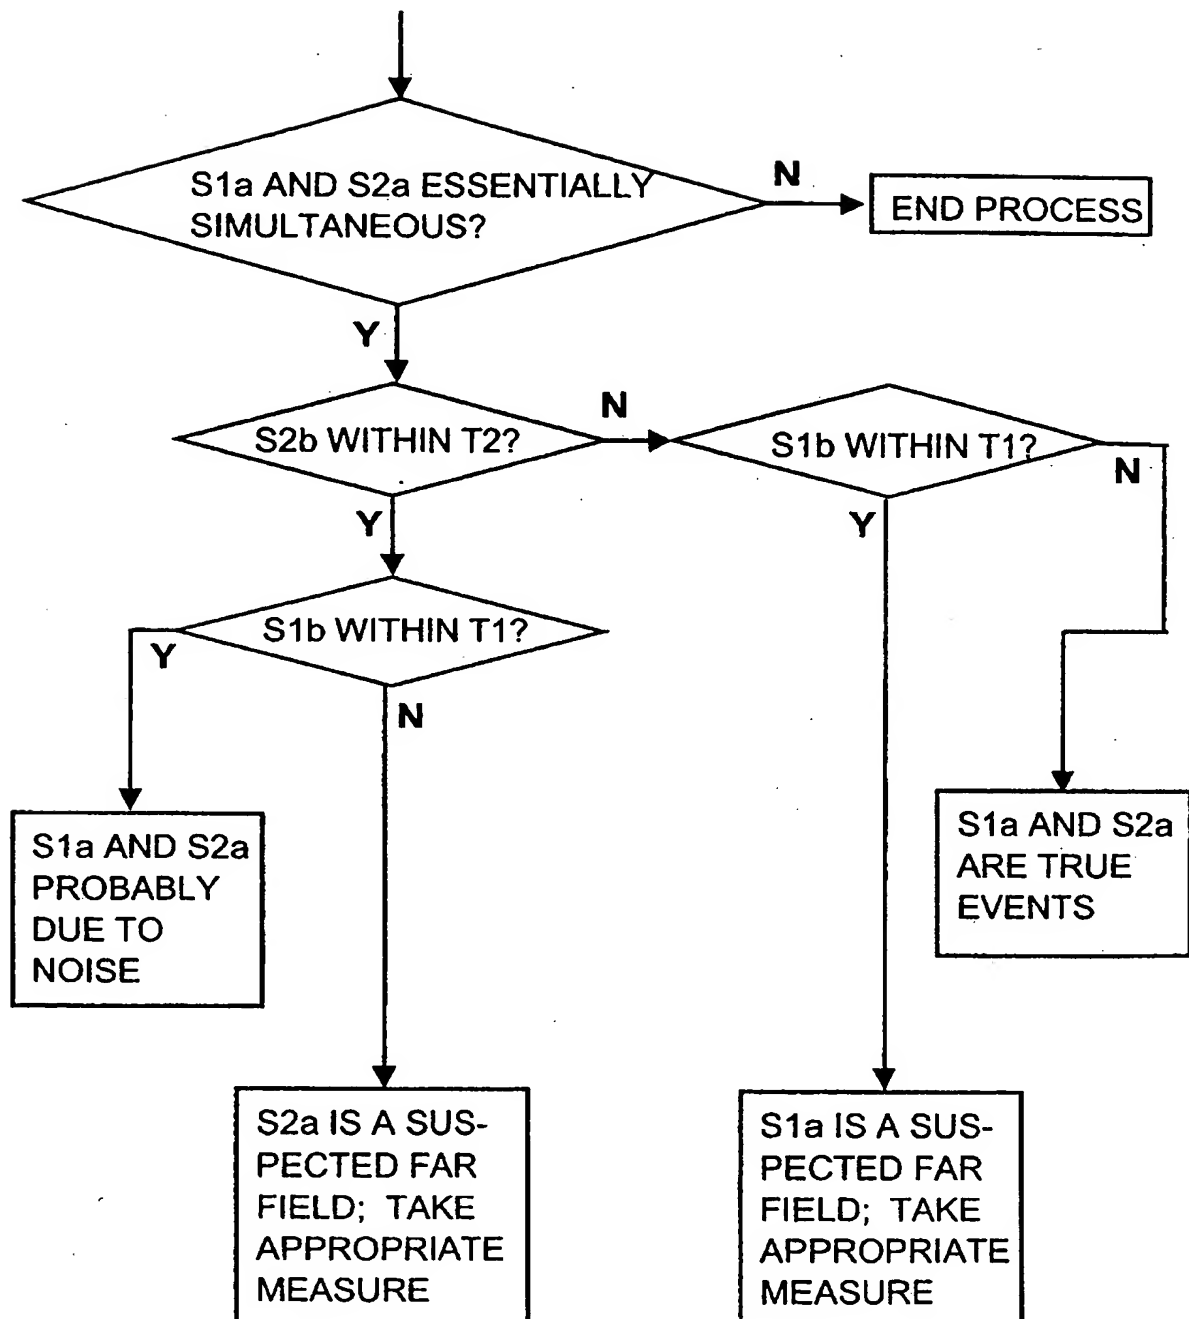 S1a AND S2a ESSENTIALLY
SIMULTANEOUS?
N
END PROCESS
Y
S2b WITHIN T2?
N
S1b WITHIN T1?
N
Y
Y
S1b WITHIN T1?
Y
N
S1a AND S2a
PROBABLY
DUE TO
NOISE
S1a AND S2a
ARE TRUE
EVENTS
S2a IS A SUS-
PECTED FAR
FIELD; TAKE
APPROPRIATE
MEASURE
S1a IS A SUS-
PECTED FAR
FIELD; TAKE
APPROPRIATE
MEASURE